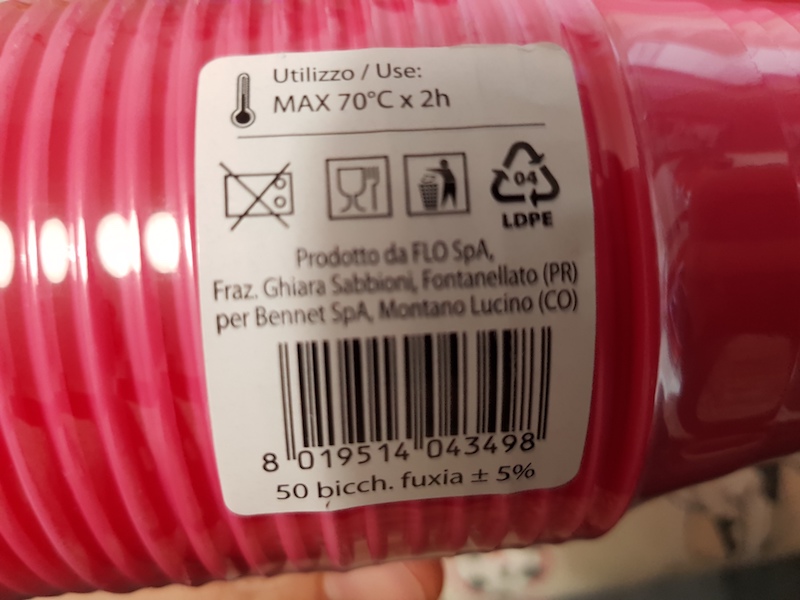 Utilizzo / Use:
MAX 70°C x 2h
04
LDPE
Prodotto da FLO SpA,
Fraz. Ghiara Sabbioni, Fontanellato (PR)
per Bennet SpA, Montano Lucino (CO)
8 019514 043498
50 bicch. fuxia ± 5%